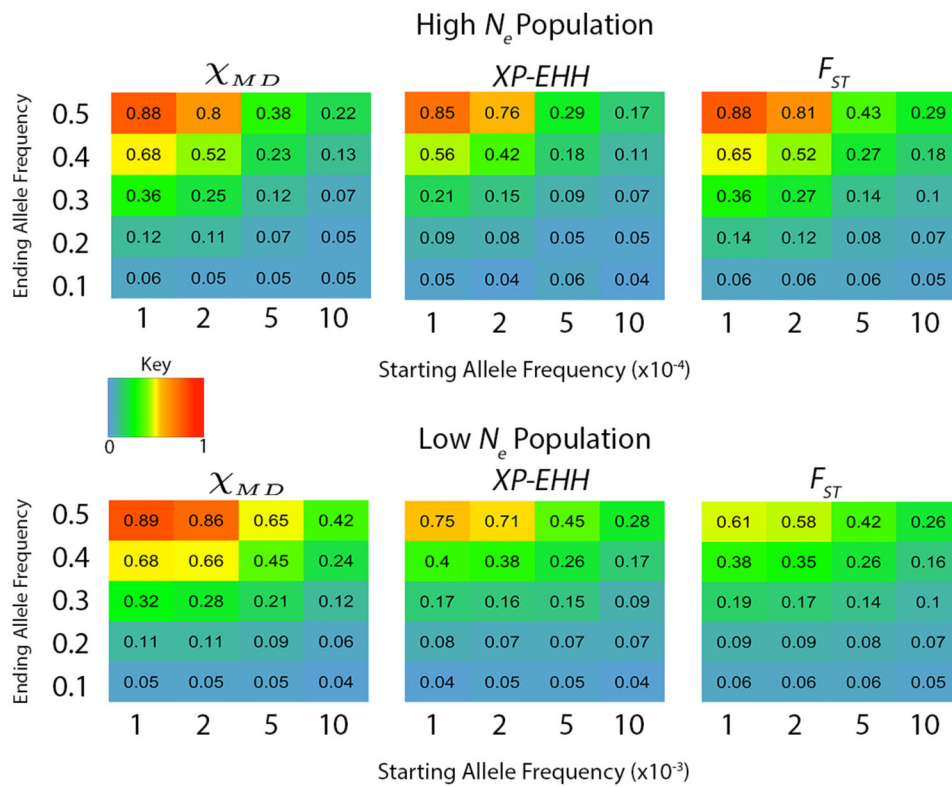 High Nₑ Population
χ_MD XP-EHH F_ST
Ending Allele Frequency
0.5 0.88 0.8 0.38 0.22 0.85 0.76 0.29 0.17 0.88 0.81 0.43 0.29
0.4 0.68 0.52 0.23 0.13 0.56 0.42 0.18 0.11 0.65 0.52 0.27 0.18
0.3 0.36 0.25 0.12 0.07 0.21 0.15 0.09 0.07 0.36 0.27 0.14 0.1
0.2 0.12 0.11 0.07 0.05 0.09 0.08 0.05 0.05 0.14 0.12 0.08 0.07
0.1 0.06 0.05 0.05 0.05 0.05 0.04 0.06 0.04 0.06 0.06 0.06 0.05
1 2 5 10 1 2 5 10 1 2 5 10
Starting Allele Frequency (x10⁻⁴)
Key
0 1
Low Nₑ Population
χ_MD XP-EHH F_ST
Ending Allele Frequency
0.5 0.89 0.86 0.65 0.42 0.75 0.71 0.45 0.28 0.61 0.58 0.42 0.26
0.4 0.68 0.66 0.45 0.24 0.4 0.38 0.26 0.17 0.38 0.35 0.26 0.16
0.3 0.32 0.28 0.21 0.12 0.17 0.16 0.15 0.09 0.19 0.17 0.14 0.1
0.2 0.11 0.11 0.09 0.06 0.08 0.07 0.07 0.07 0.09 0.09 0.08 0.07
0.1 0.05 0.05 0.05 0.04 0.04 0.05 0.05 0.04 0.06 0.06 0.06 0.05
1 2 5 10 1 2 5 10 1 2 5 10
Starting Allele Frequency (x10⁻³)